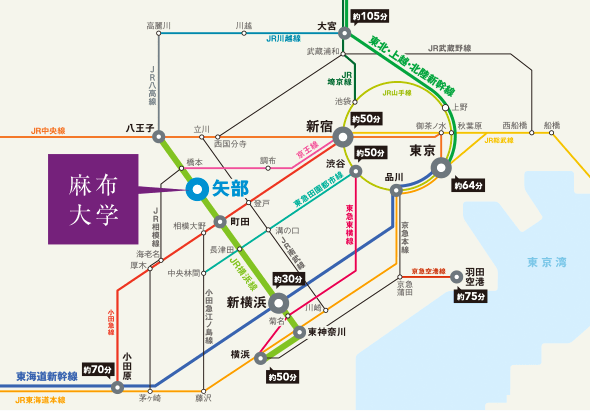 約105分
大宮
高麗川
川越
JR川越線
東北・上越・北陸新幹線
武蔵浦和
JR武蔵野線
JR八高線
JR埼京線
JR山手線
池袋
上野
JR中央線
八王子
立川
西国分寺
新宿
約50分
御茶ノ水
秋葉原
西船橋
船橋
JR総武線
京王線
橋本
調布
渋谷
約50分
東京
約64分
品川
麻布
大学
矢部
登戸
東急田園都市線
JR相模線
相模大野
町田
溝の口
東急東横線
京急本線
海老名
厚木
長津田
JR南武線
中央林間
JR横浜線
東京湾
京急空港線
羽田
空港
約75分
京急
蒲田
小田急線
小田急江ノ島線
新横浜
約30分
菊名
川崎
東神奈川
横浜
約50分
約70分
小田原
東海道新幹線
JR東海道本線
茅ヶ崎
藤沢